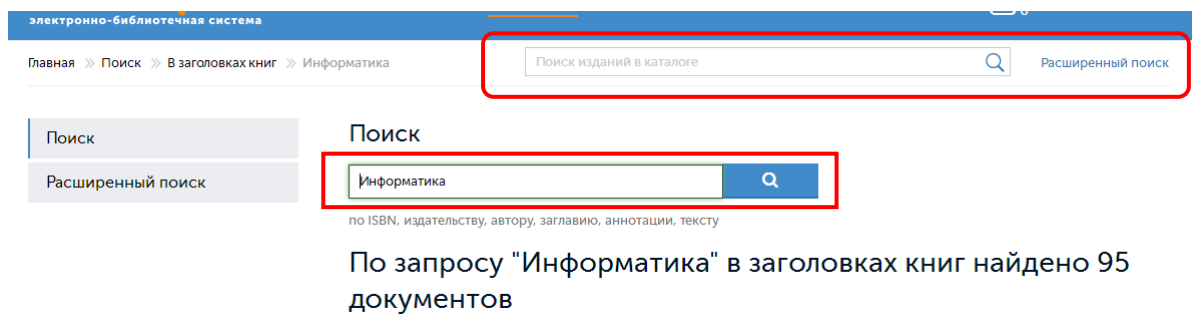 электронно-библиотечная система
0
Главная » Поиск » В заголовках книг » Информатика
Поиск изданий в каталоге
Расширенный поиск
Поиск
Расширенный поиск
Поиск
Информатика
по ISBN, издательству, автору, заглавию, аннотации, тексту
По запросу "Информатика" в заголовках книг найдено 95
документов